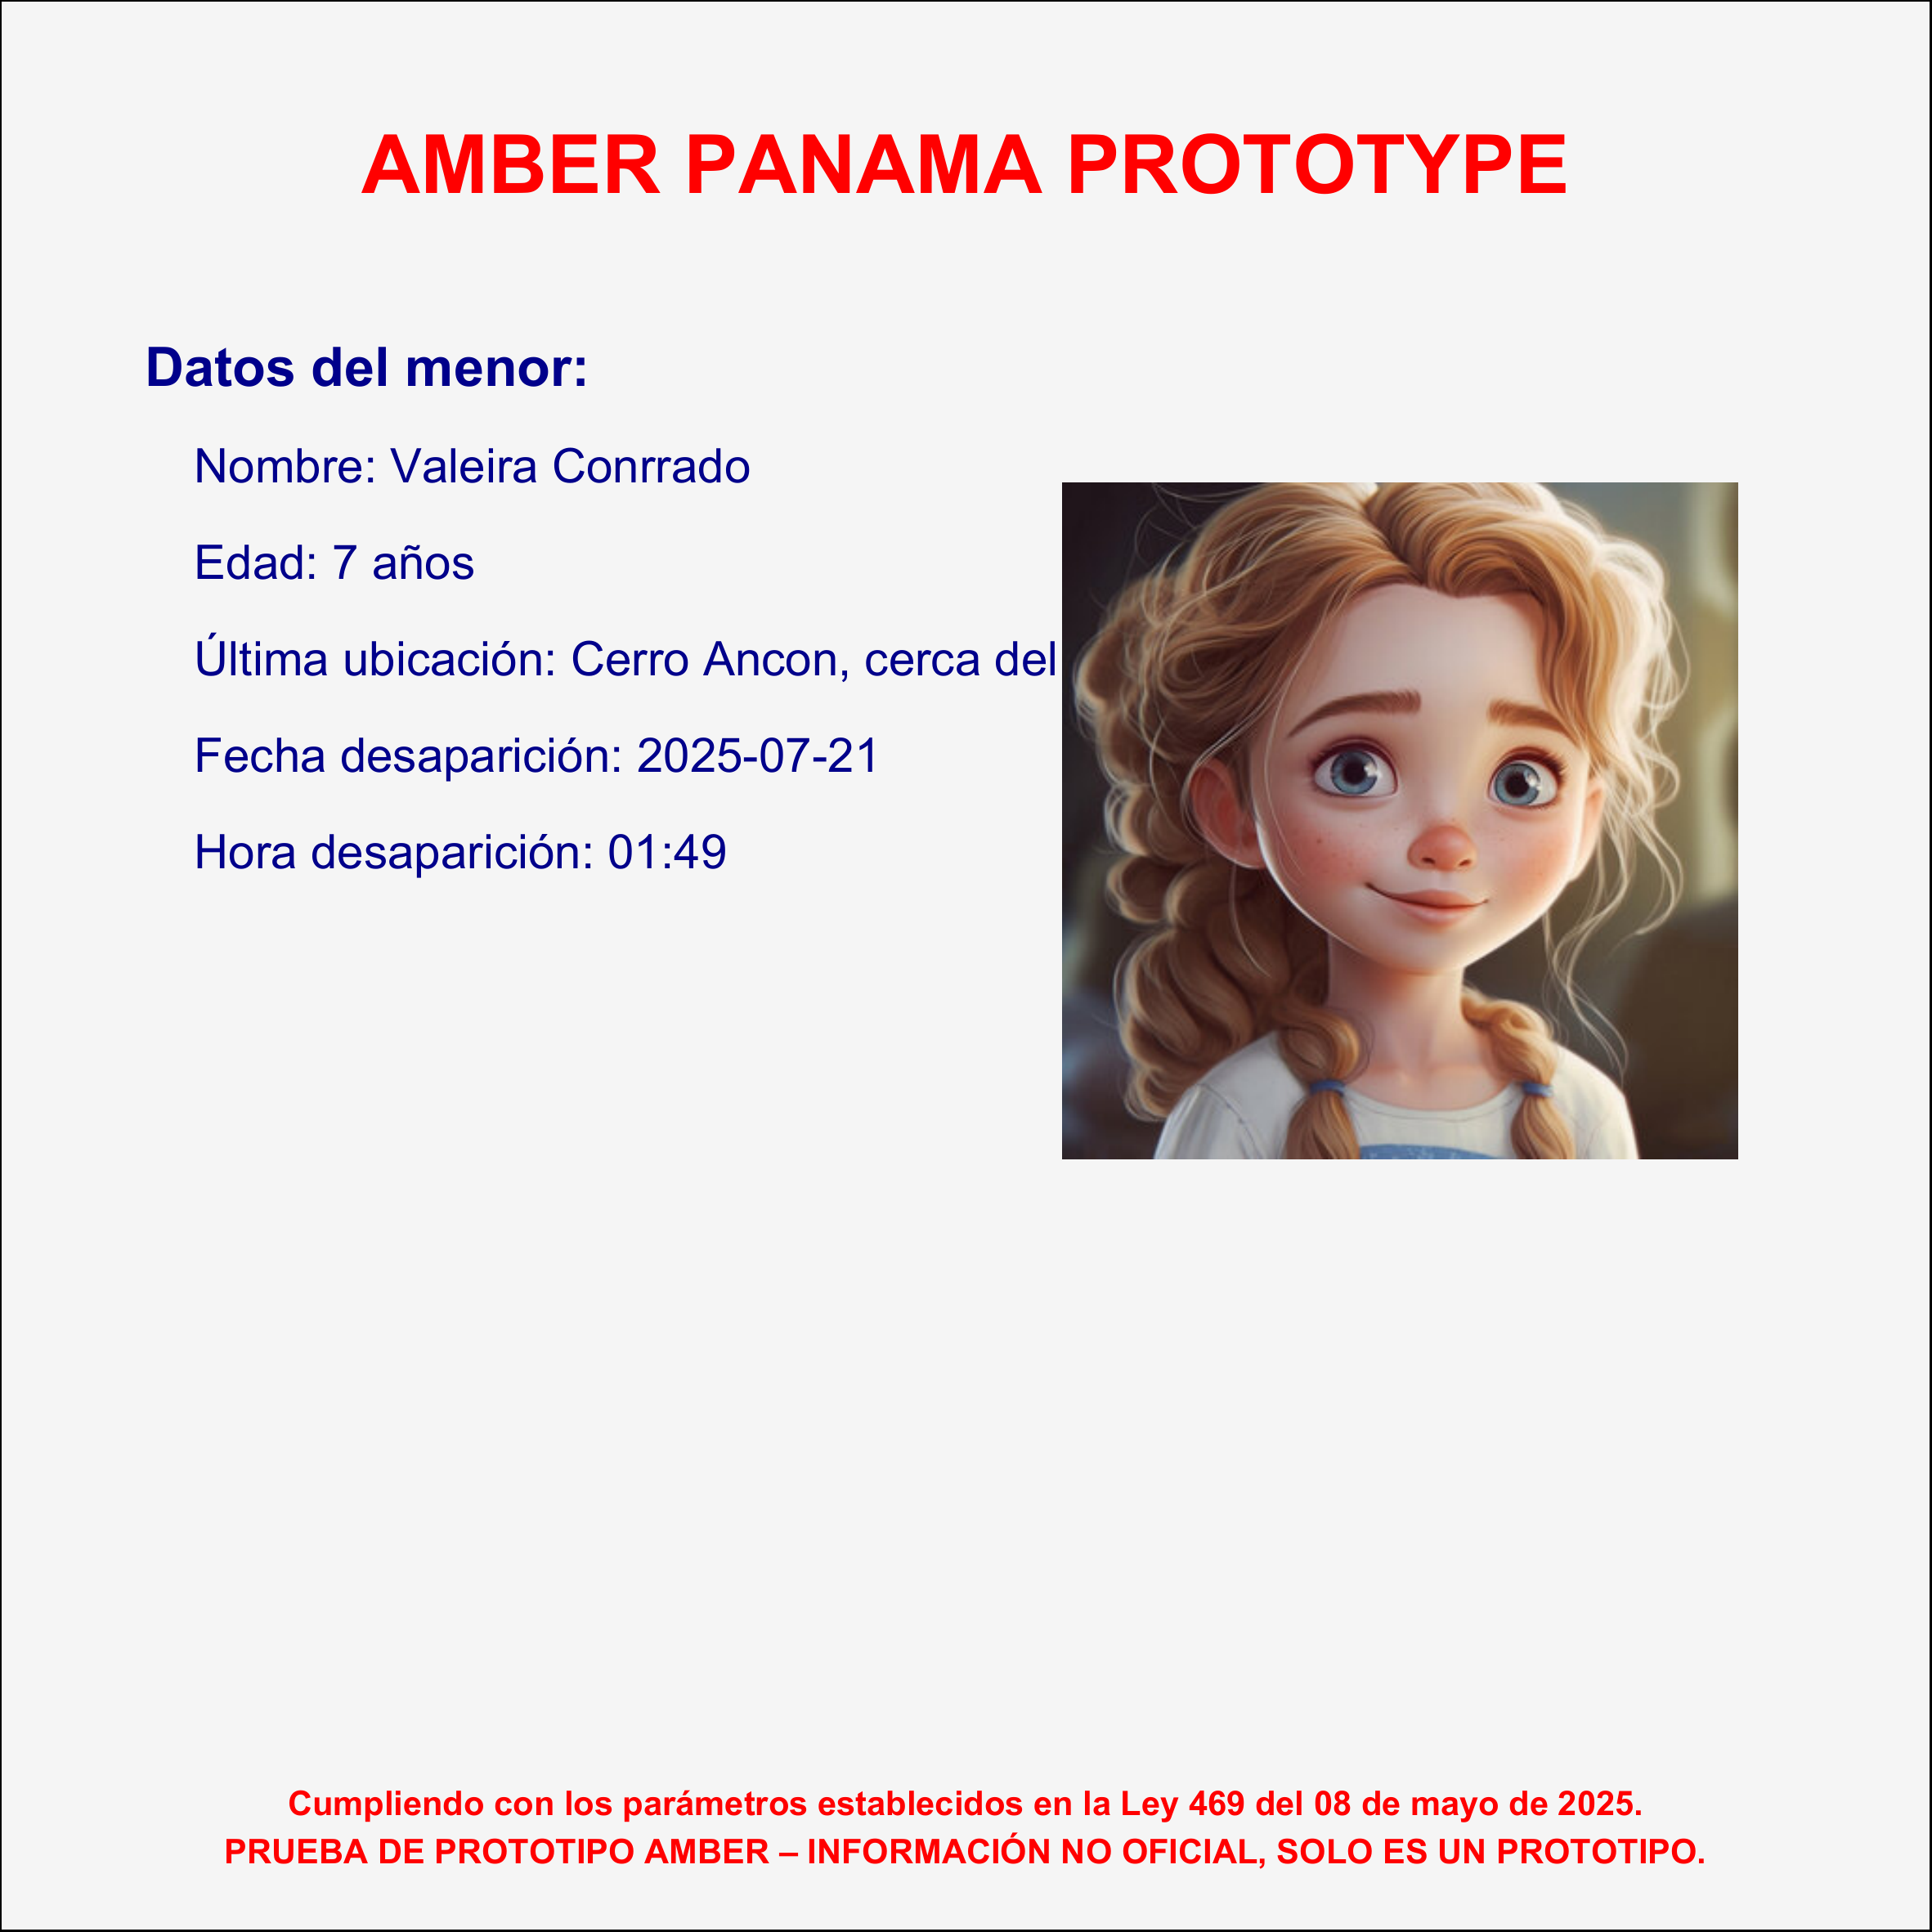 AMBER PANAMA PROTOTYPE
Datos del menor:
Nombre: Valeira Conrrado
Edad: 7 años
Última ubicación: Cerro Ancon, cerca del
Fecha desaparición: 2025-07-21
Hora desaparición: 01:49
Cumpliendo con los parámetros establecidos en la Ley 469 del 08 de mayo de 2025.
PRUEBA DE PROTOTIPO AMBER – INFORMACIÓN NO OFICIAL, SOLO ES UN PROTOTIPO.